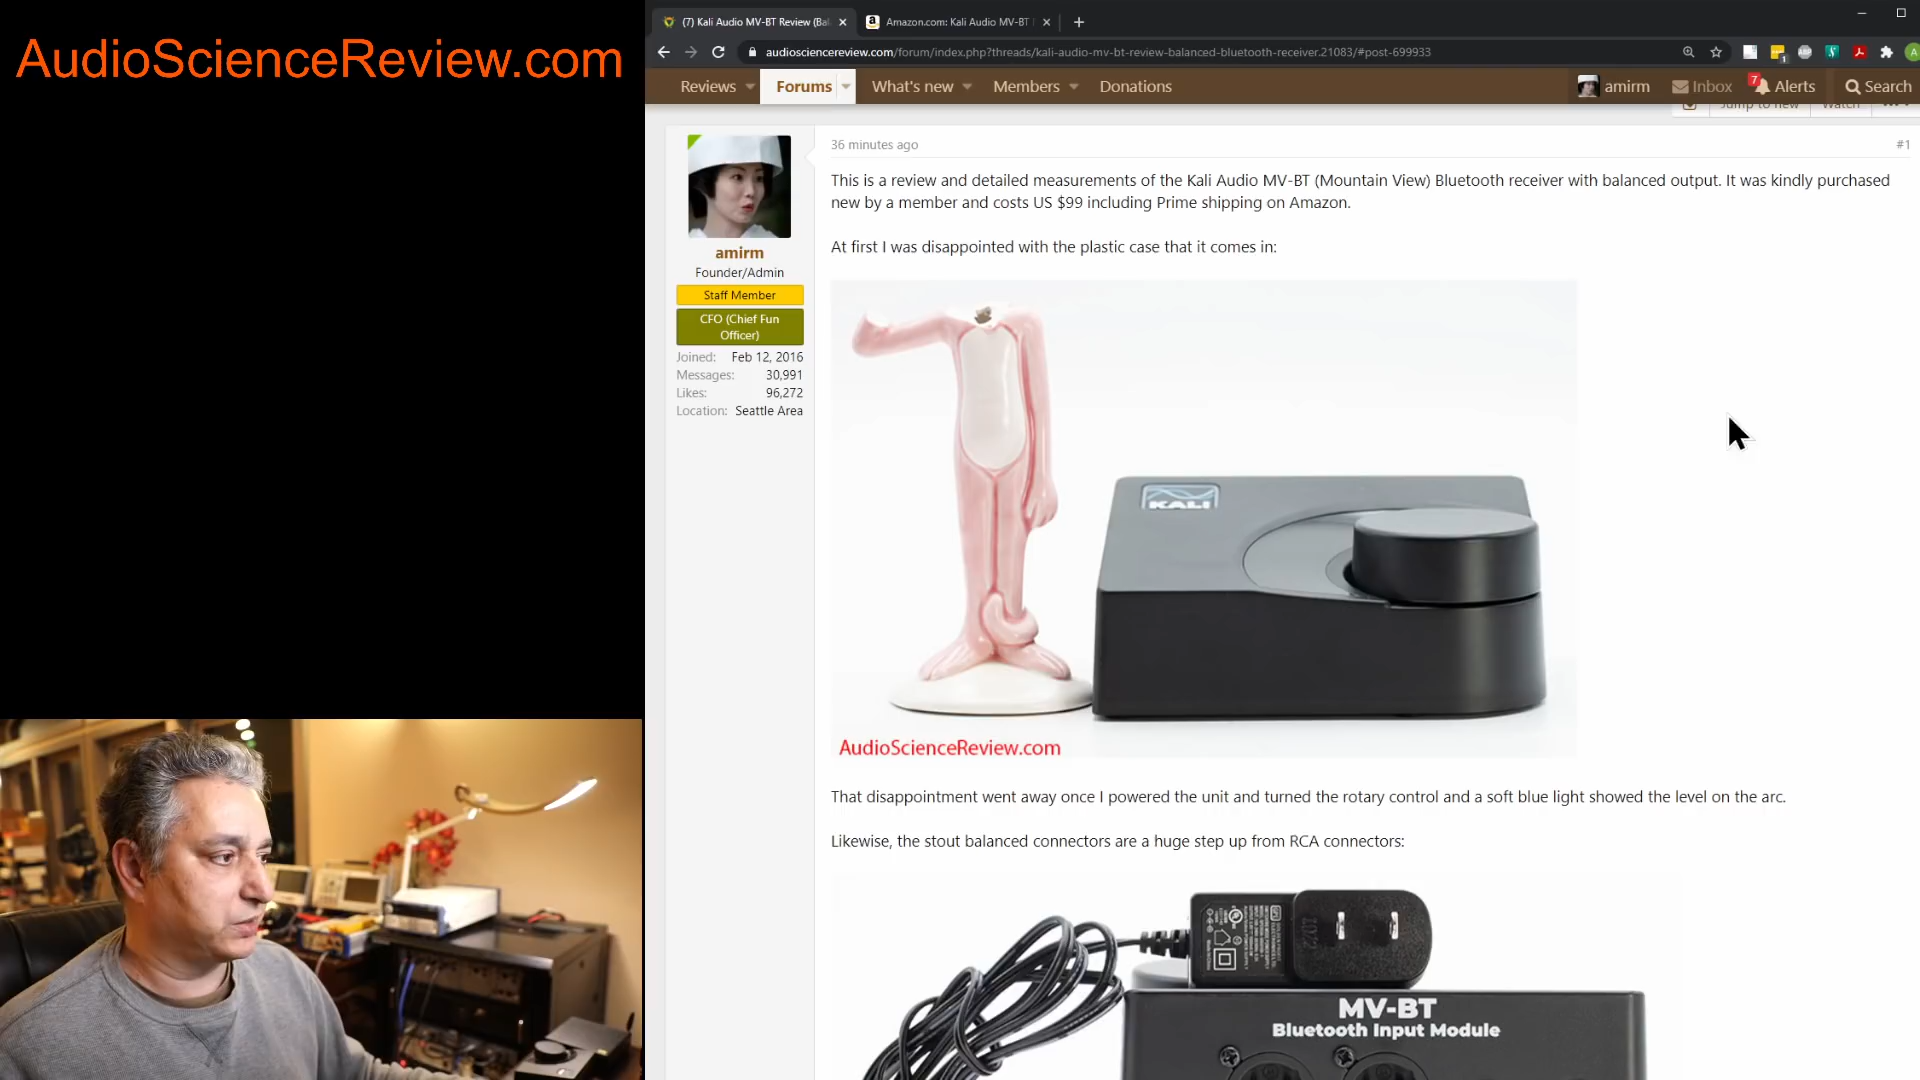 AudioScienceReview.com
(7) Kali Audio MV-BT Review (Bal
Amazon.com: Kali Audio MV-BT
audiosciencereview.com/forum/index.php?threads/kali-audio-mv-bt-review-balanced-bluetooth-receiver.21083/#post-699933
Reviews Forums What's new Members Donations amirm Inbox 7 Alerts Search
Jump to new Watch
36 minutes ago #1
This is a review and detailed measurements of the Kali Audio MV-BT (Mountain View) Bluetooth receiver with balanced output. It was kindly purchased
new by a member and costs US $99 including Prime shipping on Amazon.
At first I was disappointed with the plastic case that it comes in:
amirm
Founder/Admin
Staff Member
CFO (Chief Fun
Officer)
Joined: Feb 12, 2016
Messages: 30,991
Likes: 96,272
Location: Seattle Area
KALI
AudioScienceReview.com
That disappointment went away once I powered the unit and turned the rotary control and a soft blue light showed the level on the arc.
Likewise, the stout balanced connectors are a huge step up from RCA connectors:
MV-BT
Bluetooth Input Module